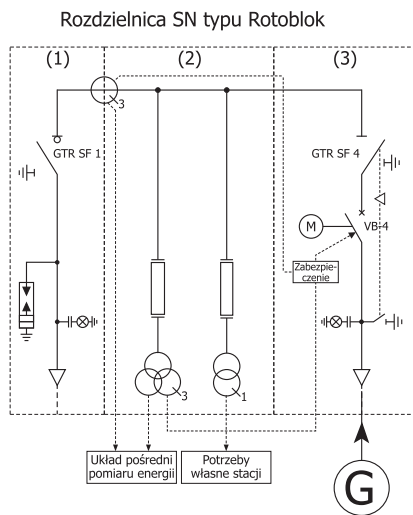 Rozdzielnica SN typu Rotoblok
(1)
(2)
(3)
3
GTR SF 1
GTR SF 4
M
VB-4
Zabezpie-
czenie
3
1
Układ pośredni
pomiaru energii
Potrzeby
własne stacji
G